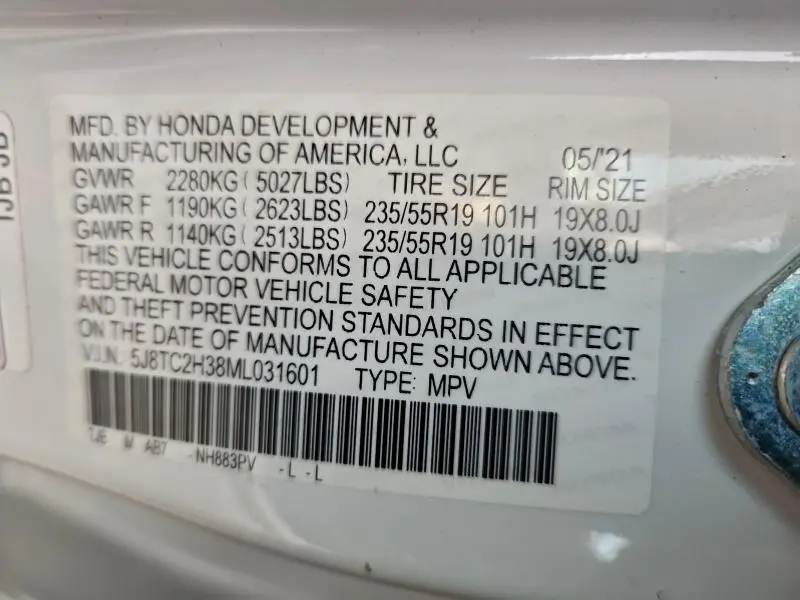 MFD. BY HONDA DEVELOPMENT &
MANUFACTURING OF AMERICA, LLC 05/'21
GVWR 2280KG ( 5027LBS) TIRE SIZE RIM SIZE
GAWR F 1190KG ( 2623LBS) 235/55R19 101H 19X8.0J
GAWR R 1140KG ( 2513LBS) 235/55R19 101H 19X8.0J
THIS VEHICLE CONFORMS TO ALL APPLICABLE
FEDERAL MOTOR VEHICLE SAFETY
AND THEFT PREVENTION STANDARDS IN EFFECT
ON THE DATE OF MANUFACTURE SHOWN ABOVE.
V.I.N. 5J8TC2H38ML031601 TYPE: MPV
TJB M AB7 -NH883PV -L -L